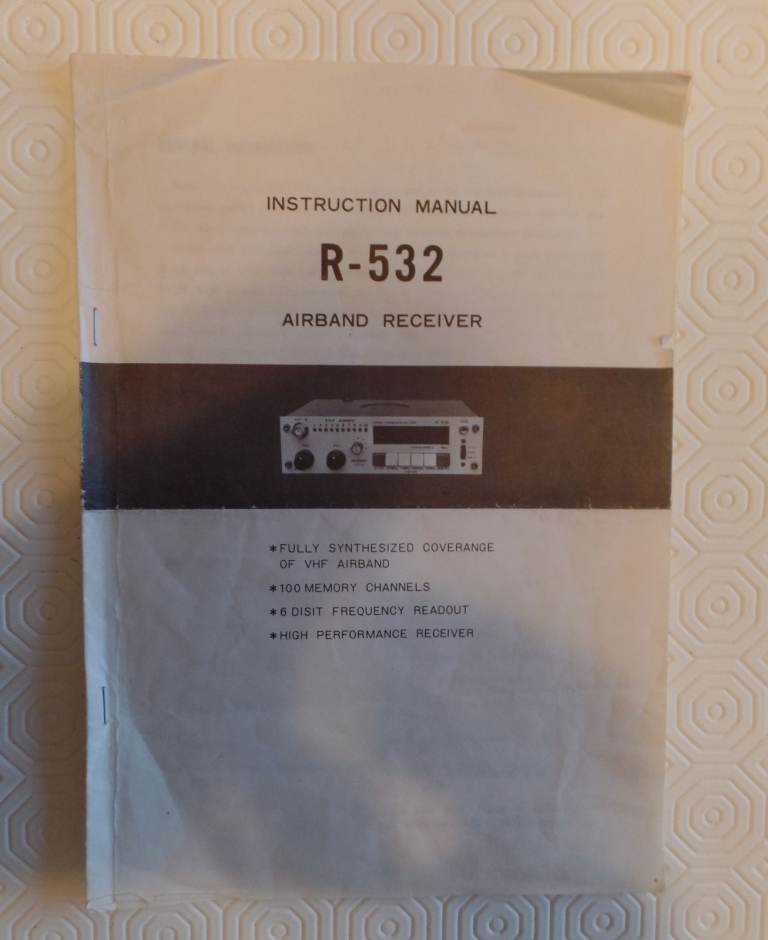 INSTRUCTION MANUAL
R-532
AIRBAND RECEIVER
*FULLY SYNTHESIZED COVERANGE
OF VHF AIRBAND
*100 MEMORY CHANNELS
*6 DISIT FREQUENCY READOUT
*HIGH PERFORMANCE RECEIVER